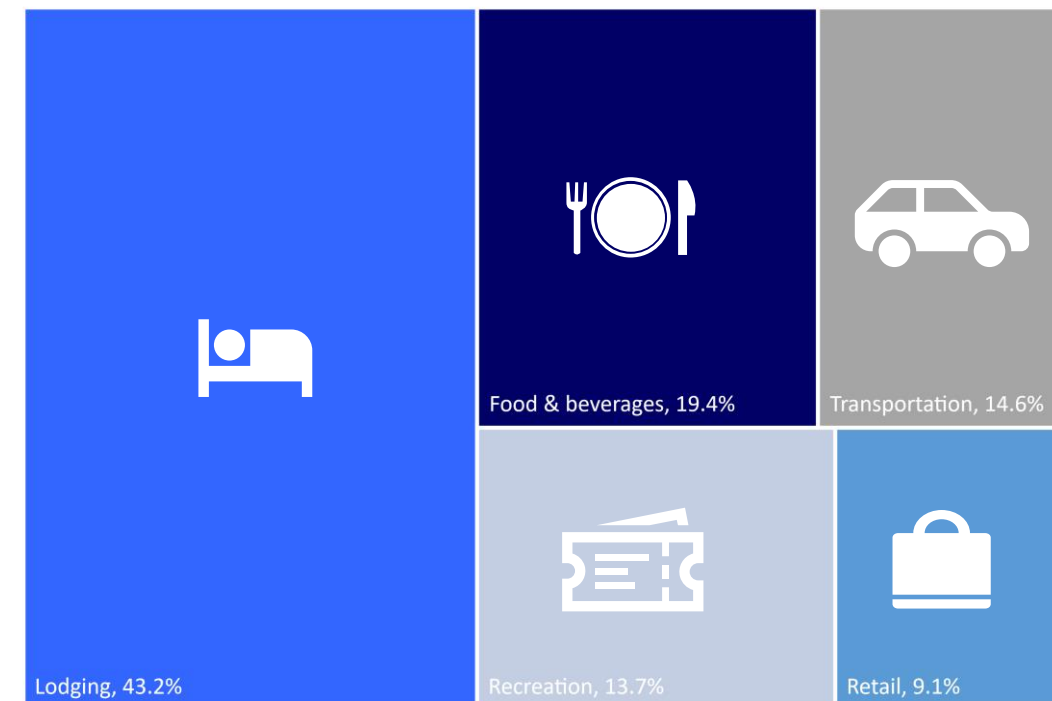 Food & beverages, 19.4%
Transportation, 14.6%
Lodging, 43.2%
Recreation, 13.7%
Retail, 9.1%